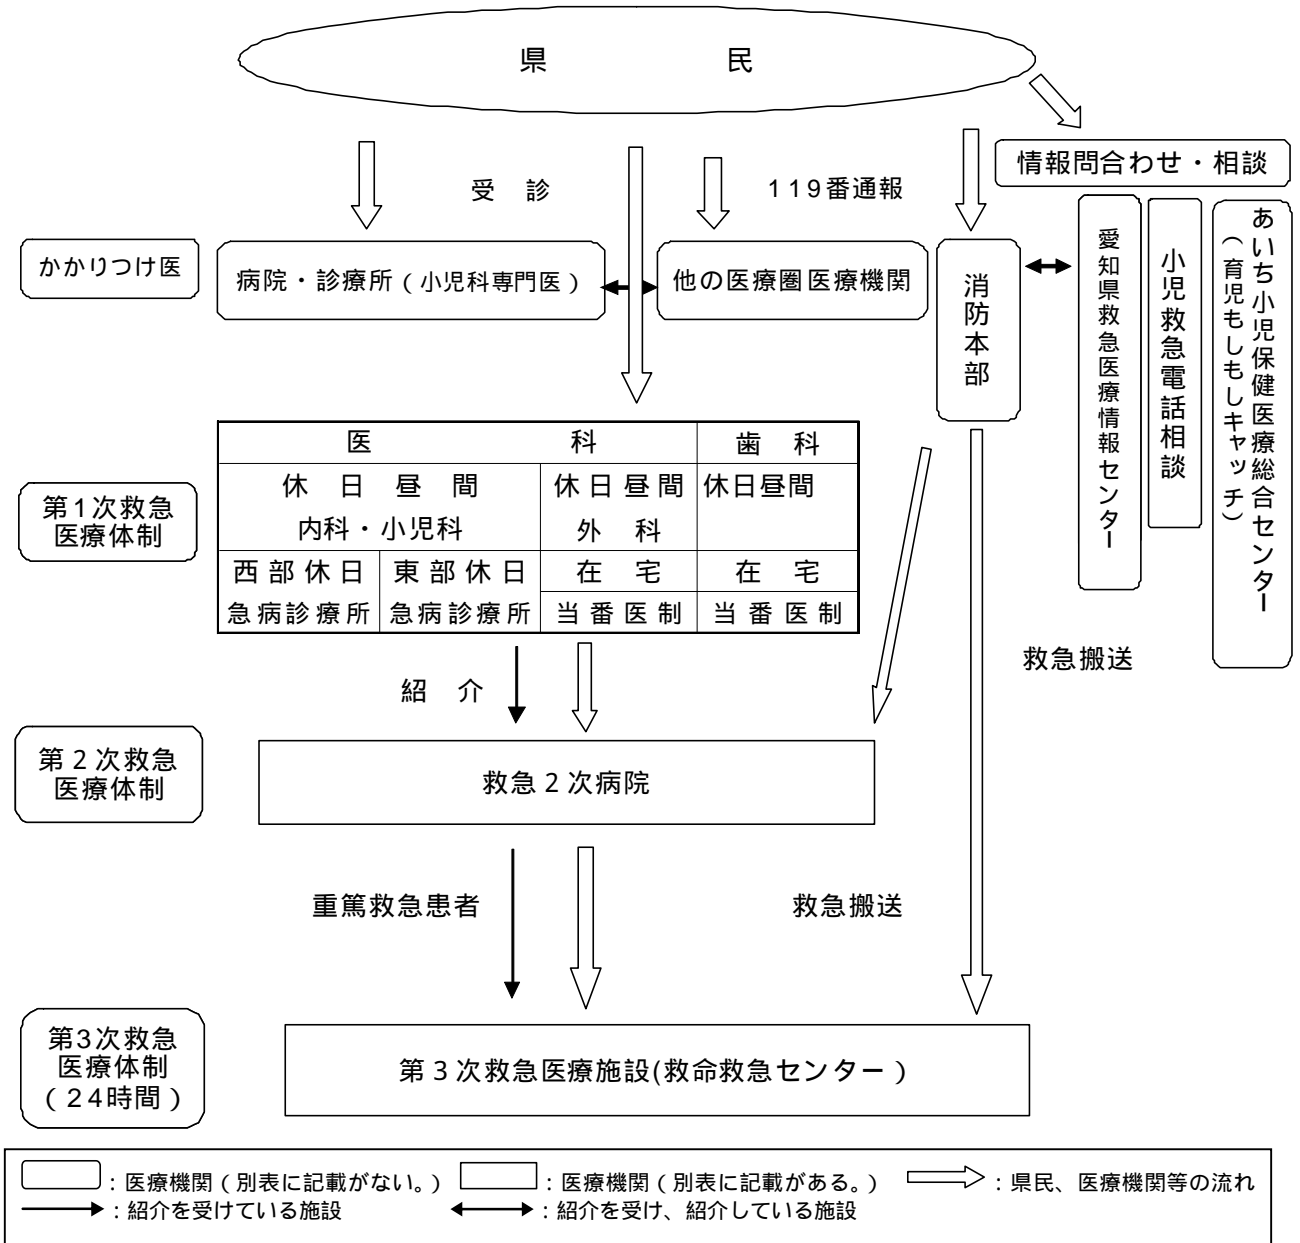 県 民
情報問合わせ・相談
受 診
119番通報
かかりつけ医
病院・診療所（小児科専門医）
他の医療圏医療機関
消防本部
愛知県救急医療情報センター
小児救急電話相談
あいち小児保健医療総合センター
（育児もしもしキャッチ）
医 科
歯 科
休 日 昼 間
内科・小児科
休日昼間
外 科
休日昼間
第1次救急
医療体制
西部休日
急病診療所
東部休日
急病診療所
在 宅
当番医制
在 宅
当番医制
救急搬送
紹 介
第２次救急
医療体制
救急２次病院
重篤救急患者
救急搬送
第3次救急
医療体制
（24時間）
第３次救急医療施設(救命救急センター）
：医療機関（別表に記載がない。）
：医療機関（別表に記載がある。）
：県民、医療機関等の流れ
：紹介を受けている施設
：紹介を受け、紹介している施設